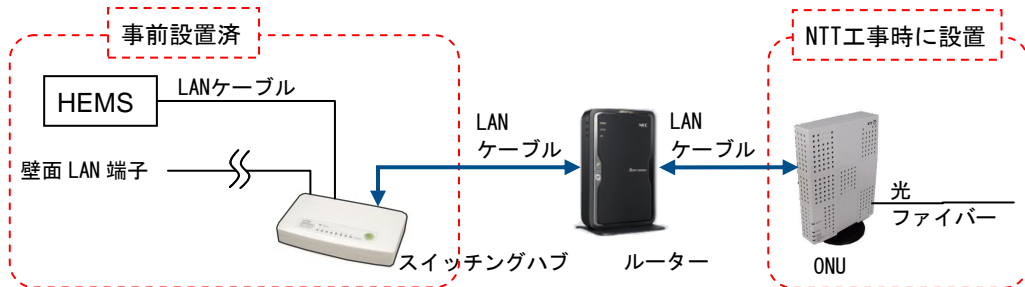 事前設置済
NTT工事時に設置
HEMS
LANケーブル
壁面 LAN 端子
LAN
ケーブル
LAN
ケーブル
NEC
光
ファイバー
スイッチングハブ
ルーター
ONU